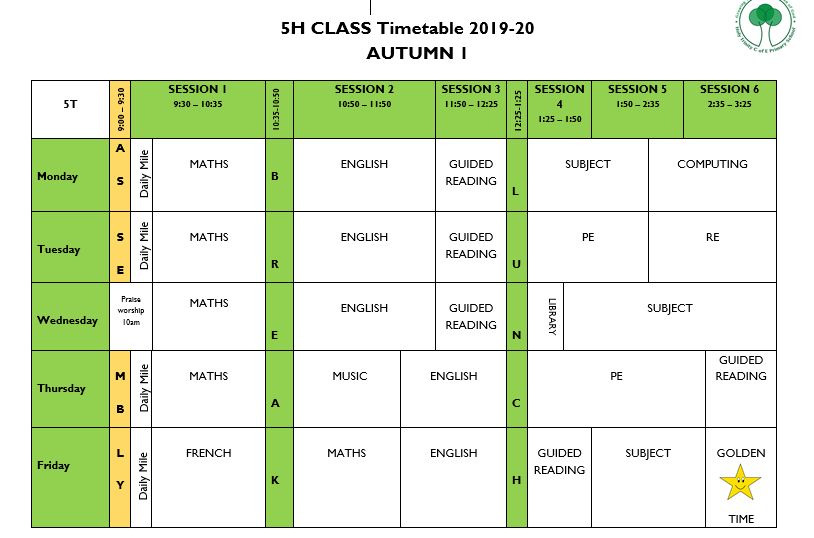 5H CLASS Timetable 2019-20
AUTUMN 1
5T
9:00 – 9:30
SESSION 1
9:30 – 10:35
10:35-10:50
SESSION 2
10:50 – 11:50
SESSION 3
11:50 – 12:25
12:25-1:25
SESSION
4
1:25 – 1:50
SESSION 5
1:50 – 2:35
SESSION 6
2:35 – 3:25
Monday
A
S
Daily Mile
MATHS
B
ENGLISH
GUIDED
READING
L
SUBJECT
COMPUTING
Tuesday
S
E
Daily Mile
MATHS
R
ENGLISH
GUIDED
READING
U
PE
RE
Wednesday
Praise
worship
10am
MATHS
E
ENGLISH
GUIDED
READING
N
LIBRARY
SUBJECT
Thursday
M
B
Daily Mile
MATHS
A
MUSIC
ENGLISH
C
PE
GUIDED
READING
Friday
L
Y
Daily Mile
FRENCH
K
MATHS
ENGLISH
H
GUIDED
READING
SUBJECT
GOLDEN
TIME
Holy Trinity C of E Primary School